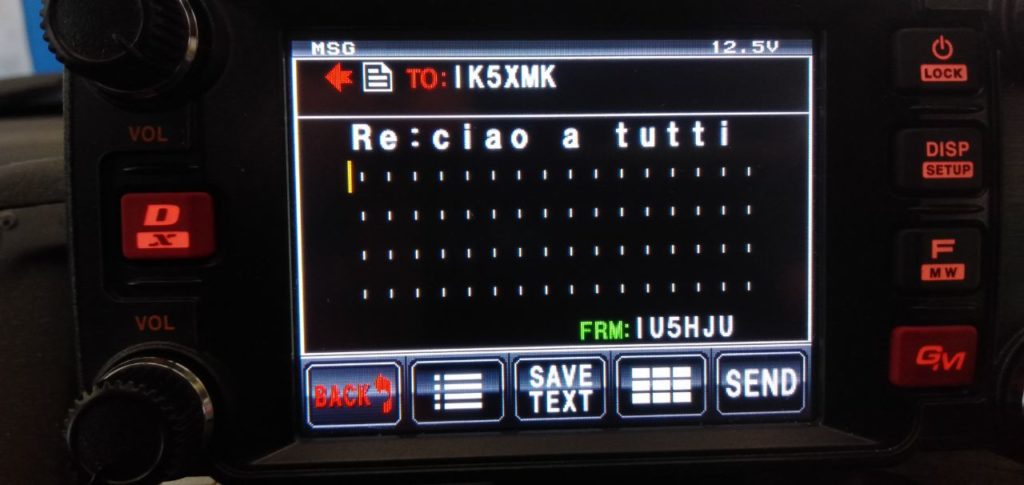 MSG 12.5V
TO:IK5XMK
Re:ciao a tutti
FRM:IU5HJU
BACK
SAVE
TEXT
SEND
VOL
D
X
VOL
LOCK
DISP
SETUP
F
MW
GM